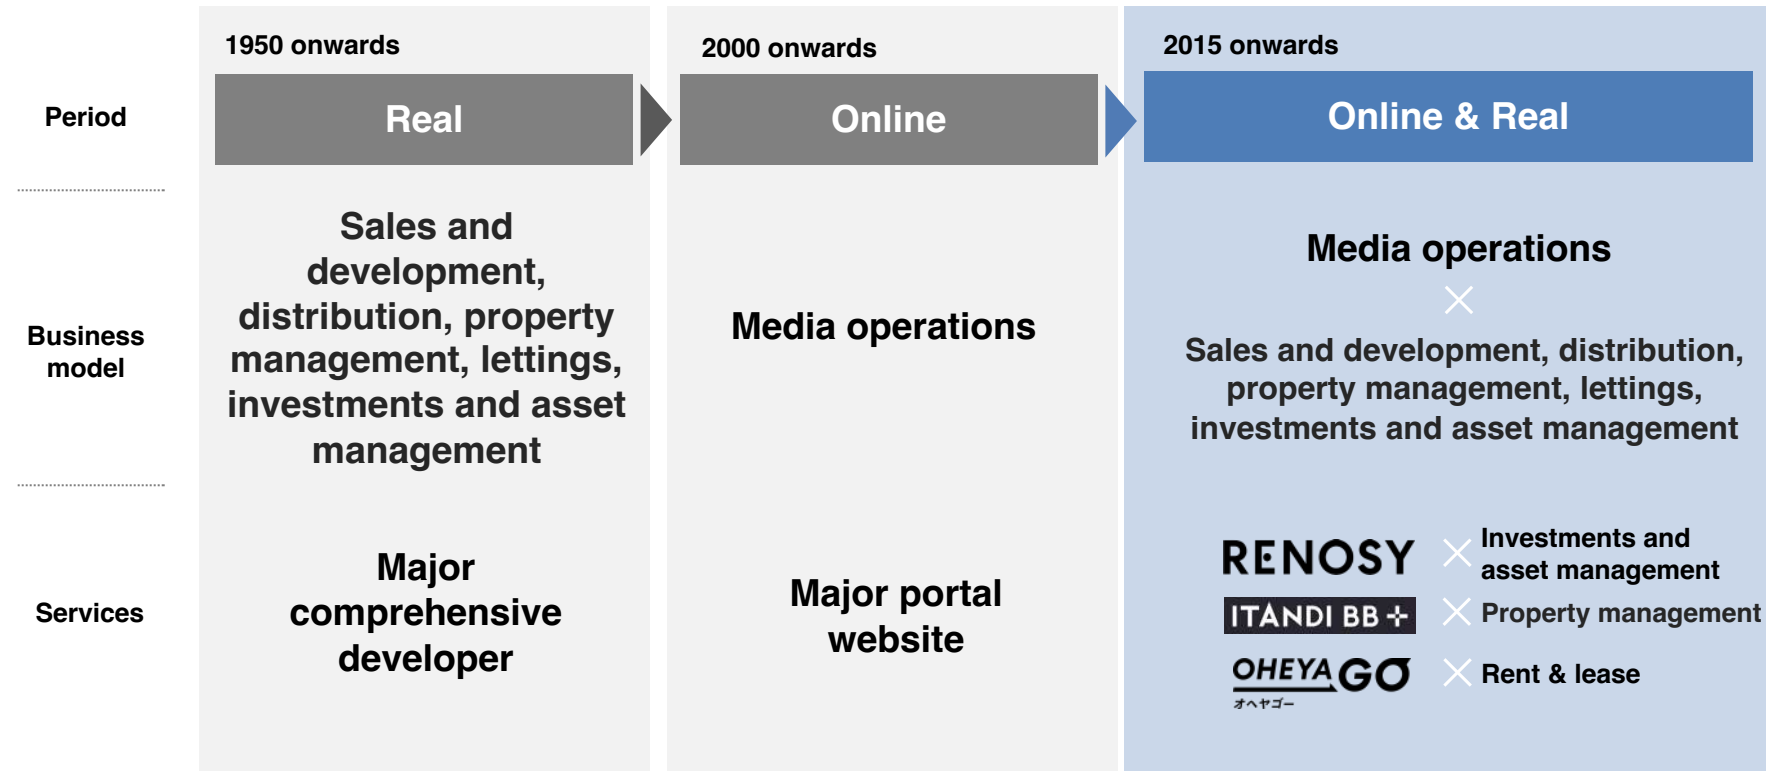 1950 onwards
2000 onwards
2015 onwards
Period
Real
Online
Online & Real
Business
model
Sales and
development,
distribution, property
management, lettings,
investments and asset
management
Media operations
Media operations
×
Sales and development, distribution,
property management, lettings,
investments and asset management
Services
Major
comprehensive
developer
Major portal
website
RENOSY × Investments and
asset management
ITANDI BB + × Property management
OHEYAGO × Rent & lease
オヘヤゴー